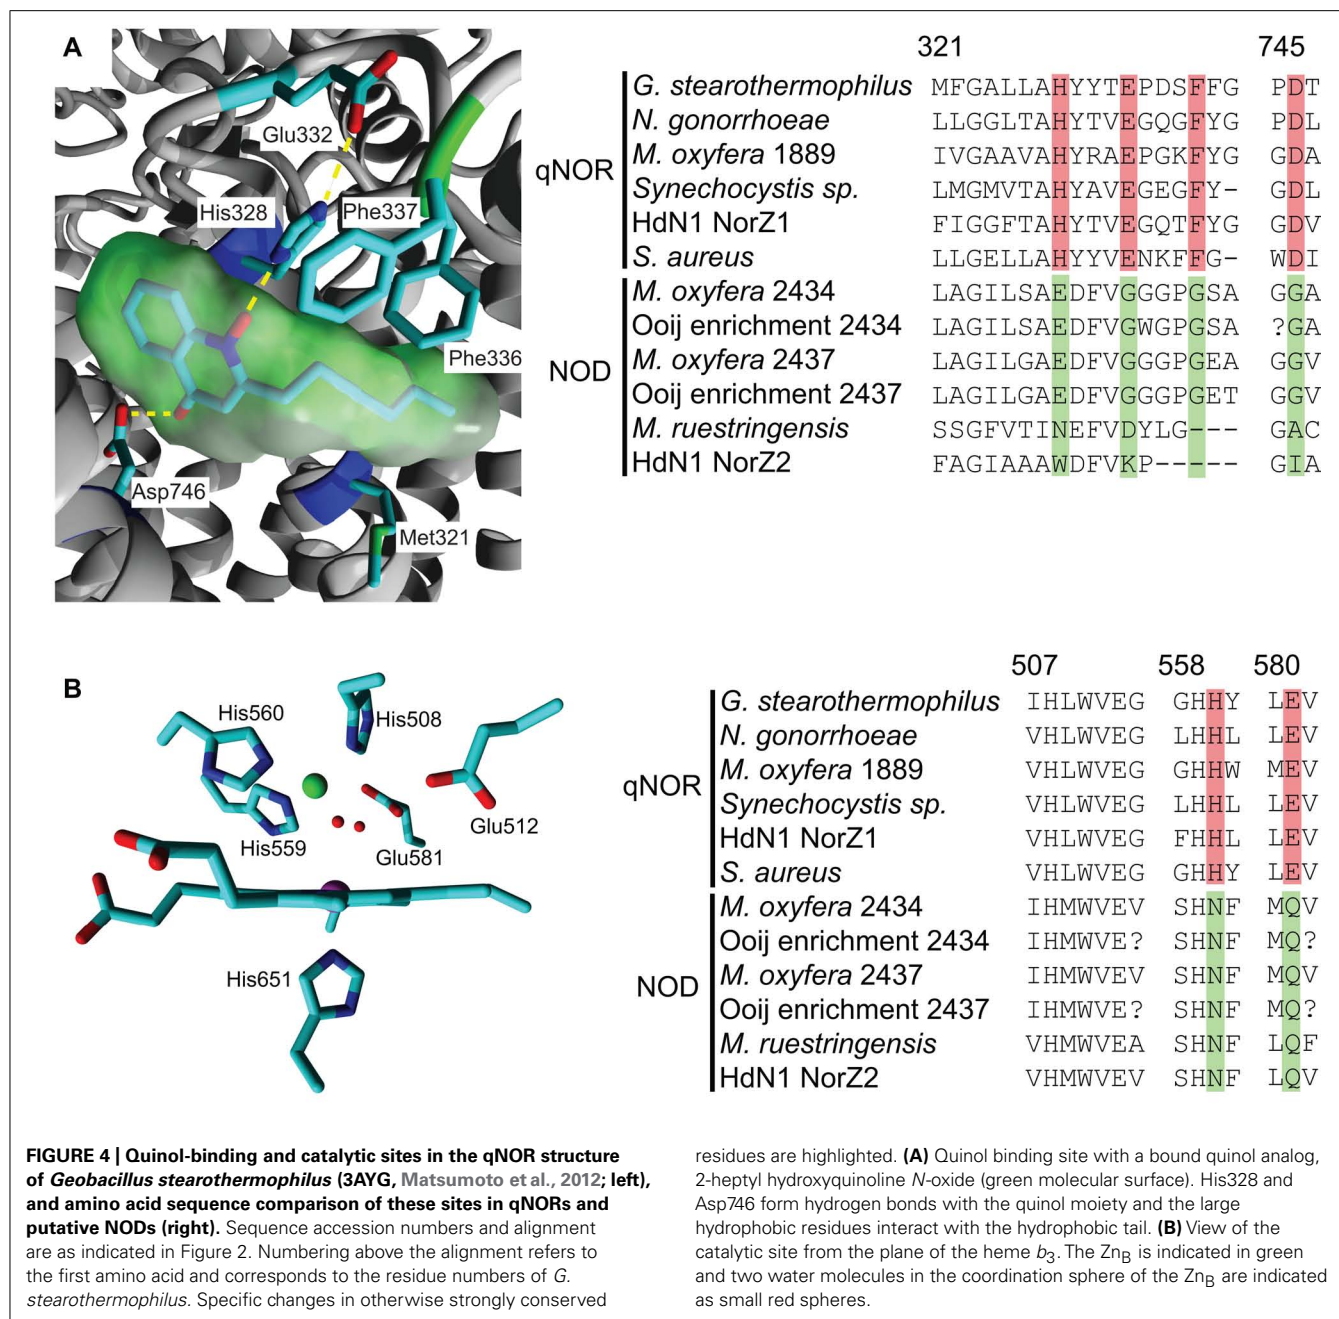 A
Glu332
His328
Phe337
Phe336
Asp746
Met321
321 745
qNOR
G. stearothermophilus MFGALLAHYYTEPDSFFG PDT
N. gonorrhoeae LLGGLTAHYTVEGQGFYG PDL
M. oxyfera 1889 IVGAAVAHYRAEPGKFYG GDA
Synechocystis sp. LMGMVTAHYAVEGEGFY- GDL
HdN1 NorZ1 FIGGFTAHYTVEGQTFYG GDV
S. aureus LLGELLAHYYVENKFFG- WDI
NOD
M. oxyfera 2434 LAGILSAEDFVGGGPGSA GGA
Ooij enrichment 2434 LAGILSAEDFVGWGPGSA ?GA
M. oxyfera 2437 LAGILGAEDFVGGGPGEA GGV
Ooij enrichment 2437 LAGILGAEDFVGGGPGET GGV
M. ruestringensis SSGFVTINEFVDYLG--- GAC
HdN1 NorZ2 FAGIAAAWDFVKP----- GIA
B
His560
His508
His559
Glu581
Glu512
His651
507 558 580
qNOR
G. stearothermophilus IHLWVEG GHHY LEV
N. gonorrhoeae VHLWVEG LHHL LEV
M. oxyfera 1889 VHLWVEG GHHW MEV
Synechocystis sp. VHLWVEG LHHL LEV
HdN1 NorZ1 VHLWVEG FHHL LEV
S. aureus VHLWVEG GHHY LEV
NOD
M. oxyfera 2434 IHMWVEV SHNF MQV
Ooij enrichment 2434 IHMWVE? SHNF MQ?
M. oxyfera 2437 IHMWVEV SHNF MQV
Ooij enrichment 2437 IHMWVE? SHNF MQ?
M. ruestringensis VHMWVEA SHNF LQF
HdN1 NorZ2 VHMWVEV SHNF LQV
FIGURE 4 | Quinol-binding and catalytic sites in the qNOR structure
of Geobacillus stearothermophilus (3AYG, Matsumoto et al., 2012; left),
and amino acid sequence comparison of these sites in qNORs and
putative NODs (right). Sequence accession numbers and alignment
are as indicated in Figure 2. Numbering above the alignment refers to
the first amino acid and corresponds to the residue numbers of G.
stearothermophilus. Specific changes in otherwise strongly conserved
residues are highlighted. (A) Quinol binding site with a bound quinol analog,
2-heptyl hydroxyquinoline N-oxide (green molecular surface). His328 and
Asp746 form hydrogen bonds with the quinol moiety and the large
hydrophobic residues interact with the hydrophobic tail. (B) View of the
catalytic site from the plane of the heme b3. The ZnB is indicated in green
and two water molecules in the coordination sphere of the ZnB are indicated
as small red spheres.